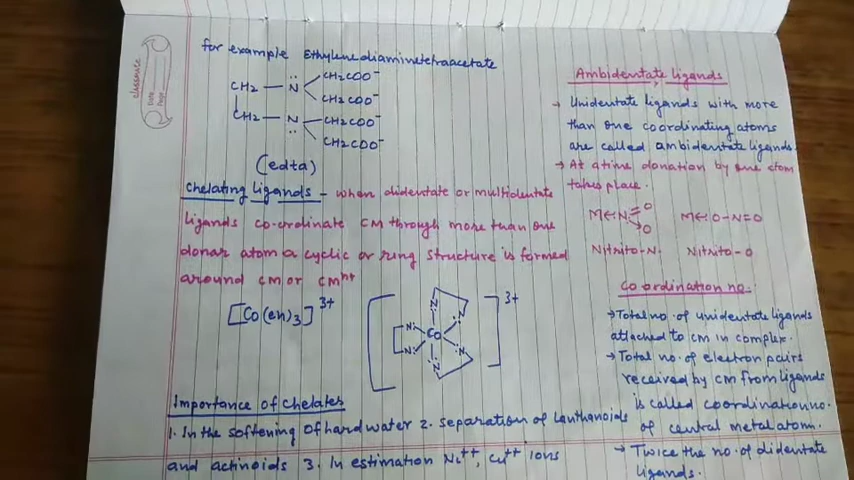 classmate
Date
Page
for example Ethylenediaminetetraacetate
CH2 — N̈ CH2COO⁻
CH2COO⁻
CH2 — N̤ CH2COO⁻
CH2COO⁻
(edta)
Chelating Ligands - when didentate or multidentate
ligands co-ordinate CM through more than one
donar atom a cyclic or ring structure is formed
around CM or CMⁿ⁺
[Co(en)3]³⁺
[Co N N N N N N]³⁺
Importance of Chelates
1. In the softening of hard water 2. separation of lanthanoids
and actinoids 3. In estimation Ni⁺⁺, Cu⁺⁺ ions
Ambidentate ligands
→ Unidentate ligands with more
than one coordinating atoms
are called ambidentate ligands.
→ At a time donation by one atom
takes place.
M←N=O→O M←O-N=O
Nitrito-N. Nitrito-O
Coordination no.
→ Total no. of unidentate ligands
attached to CM in complex.
→ Total no. of electron pairs
received by CM from ligands
is called coordination no.
of central metal atom.
→ Twice the no. of didentate
ligands.